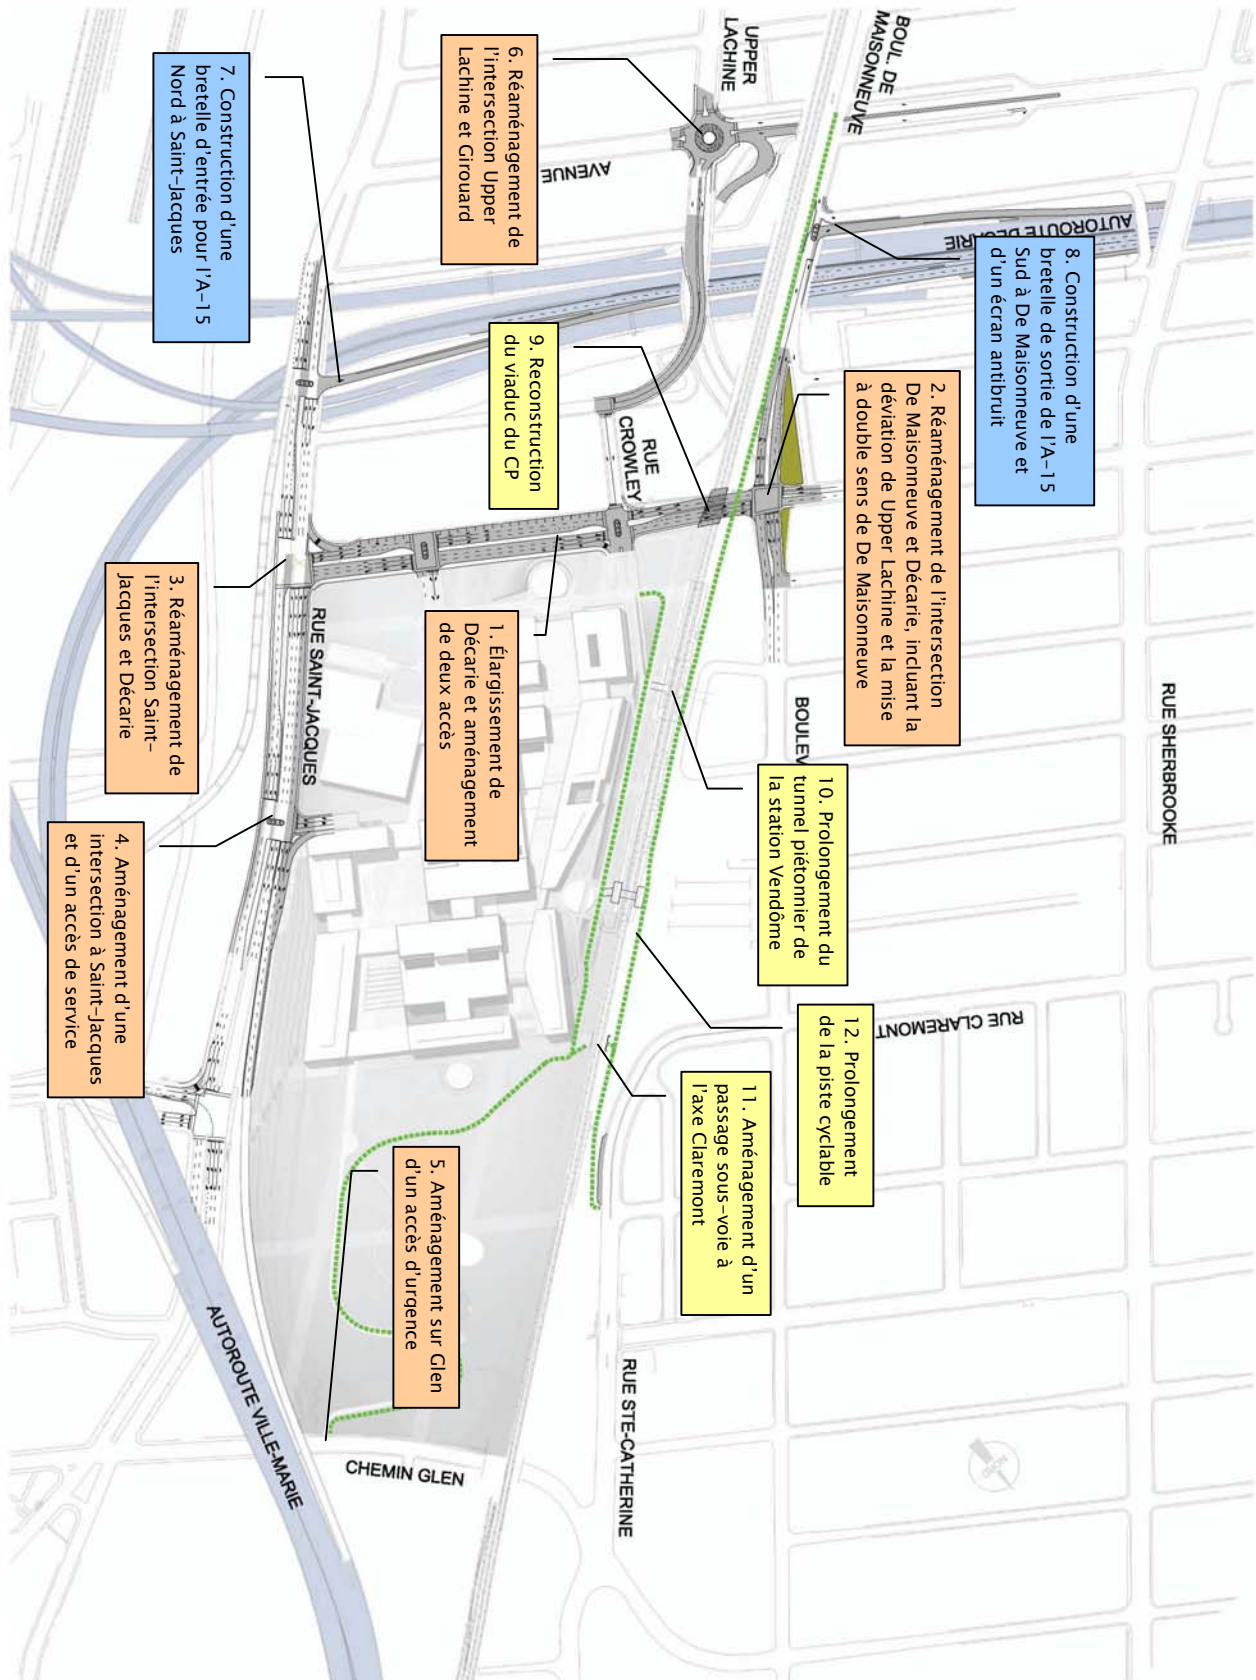 BOUL. DE
MAISONNEUVE
UPPER
LACHINE
AVENUE
AUTOROUTE DÉCARIE
RUE CROWLEY
RUE SAINT-JACQUES
BOULEV
RUE SHERBROOKE
RUE CLAREMONT
RUE STE-CATHERINE
CHEMIN GLEN
AUTOROUTE VILLE-MARIE
NORD
1. Élargissement de
Décarie et aménagement
de deux accès
2. Réaménagement de l'intersection
De Maisonneuve et Décarie, incluant la
déviation de Upper Lachine et la mise
à double sens de De Maisonneuve
3. Réaménagement de
l'intersection Saint-
Jacques et Décarie
4. Aménagement d'une
intersection à Saint-Jacques
et d'un accès de service
5. Aménagement sur Glen
d'un accès d'urgence
6. Réaménagement de
l'intersection Upper
Lachine et Girouard
7. Construction d'une
bretelle d'entrée pour l'A-15
Nord à Saint-Jacques
8. Construction d'une
bretelle de sortie de l'A-15
Sud à De Maisonneuve et
d'un écran antibruit
9. Reconstruction
du viaduc du CP
10. Prolongement du
tunnel piétonnier de
la station Vendôme
11. Aménagement d'un
passage sous-voie à
l'axe Claremont
12. Prolongement
de la piste cyclable